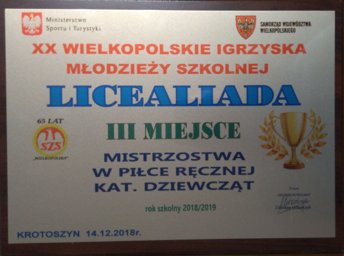 Ministerstwo
Sportu i Turystyki
SAMORZĄD WOJEWÓDZTWA
WIELKOPOLSKIEGO
XX WIELKOPOLSKIE IGRZYSKA
MŁODZIEŻY SZKOLNEJ
LICEALIADA
65 LAT
SZS
"WIELKOPOLSKA"
III MIEJSCE
MISTRZOSTWA
W PIŁCE RĘCZNEJ
KAT. DZIEWCZĄT
rok szkolny 2018/2019
KROTOSZYN 14.12.2018r.